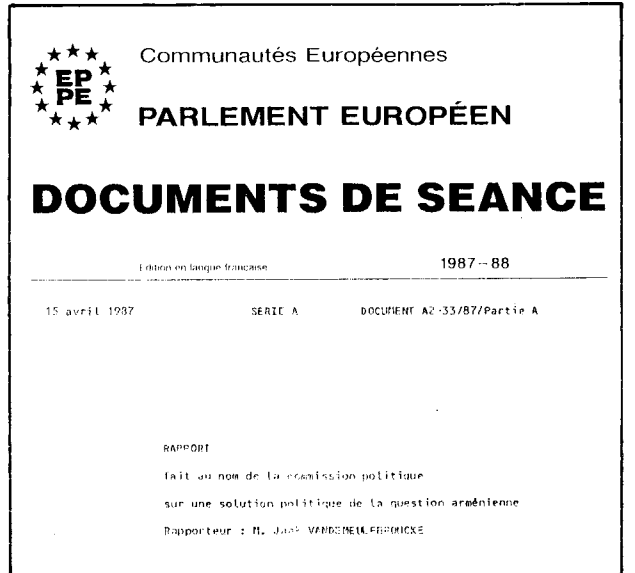 Communautés Européennes
EP
PE
PARLEMENT EUROPÉEN
DOCUMENTS DE SEANCE
Edition en langue française
1987-88
15 avril 1987 SERIE A DOCUMENT A2-33/87/Partie A
RAPPORT
fait au nom de la commission politique
sur une solution politique de la question arménienne
Rapporteur : M. Jaak VANDEMEULEBROUCKE